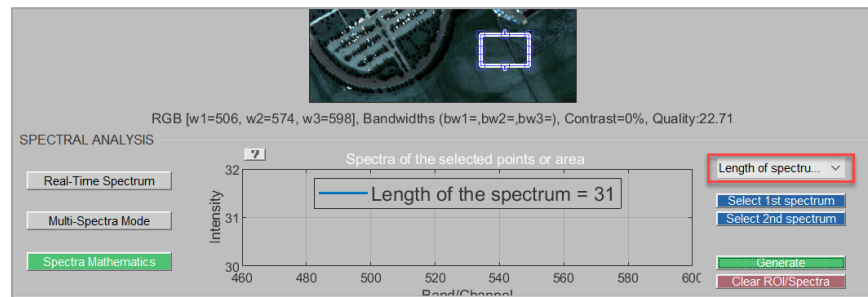 RGB [w1=506, w2=574, w3=598], Bandwidths (bw1=,bw2=,bw3=), Contrast=0%, Quality:22.71
SPECTRAL ANALYSIS
?
Spectra of the selected points or area
Length of spectru...
Real-Time Spectrum
Multi-Spectra Mode
Spectra Mathematics
Intensity
32
31
30
Length of the spectrum = 31
460 480 500 520 540 560 580 600
Band/Channel
Select 1st spectrum
Select 2nd spectrum
Generate
Clear ROI/Spectra